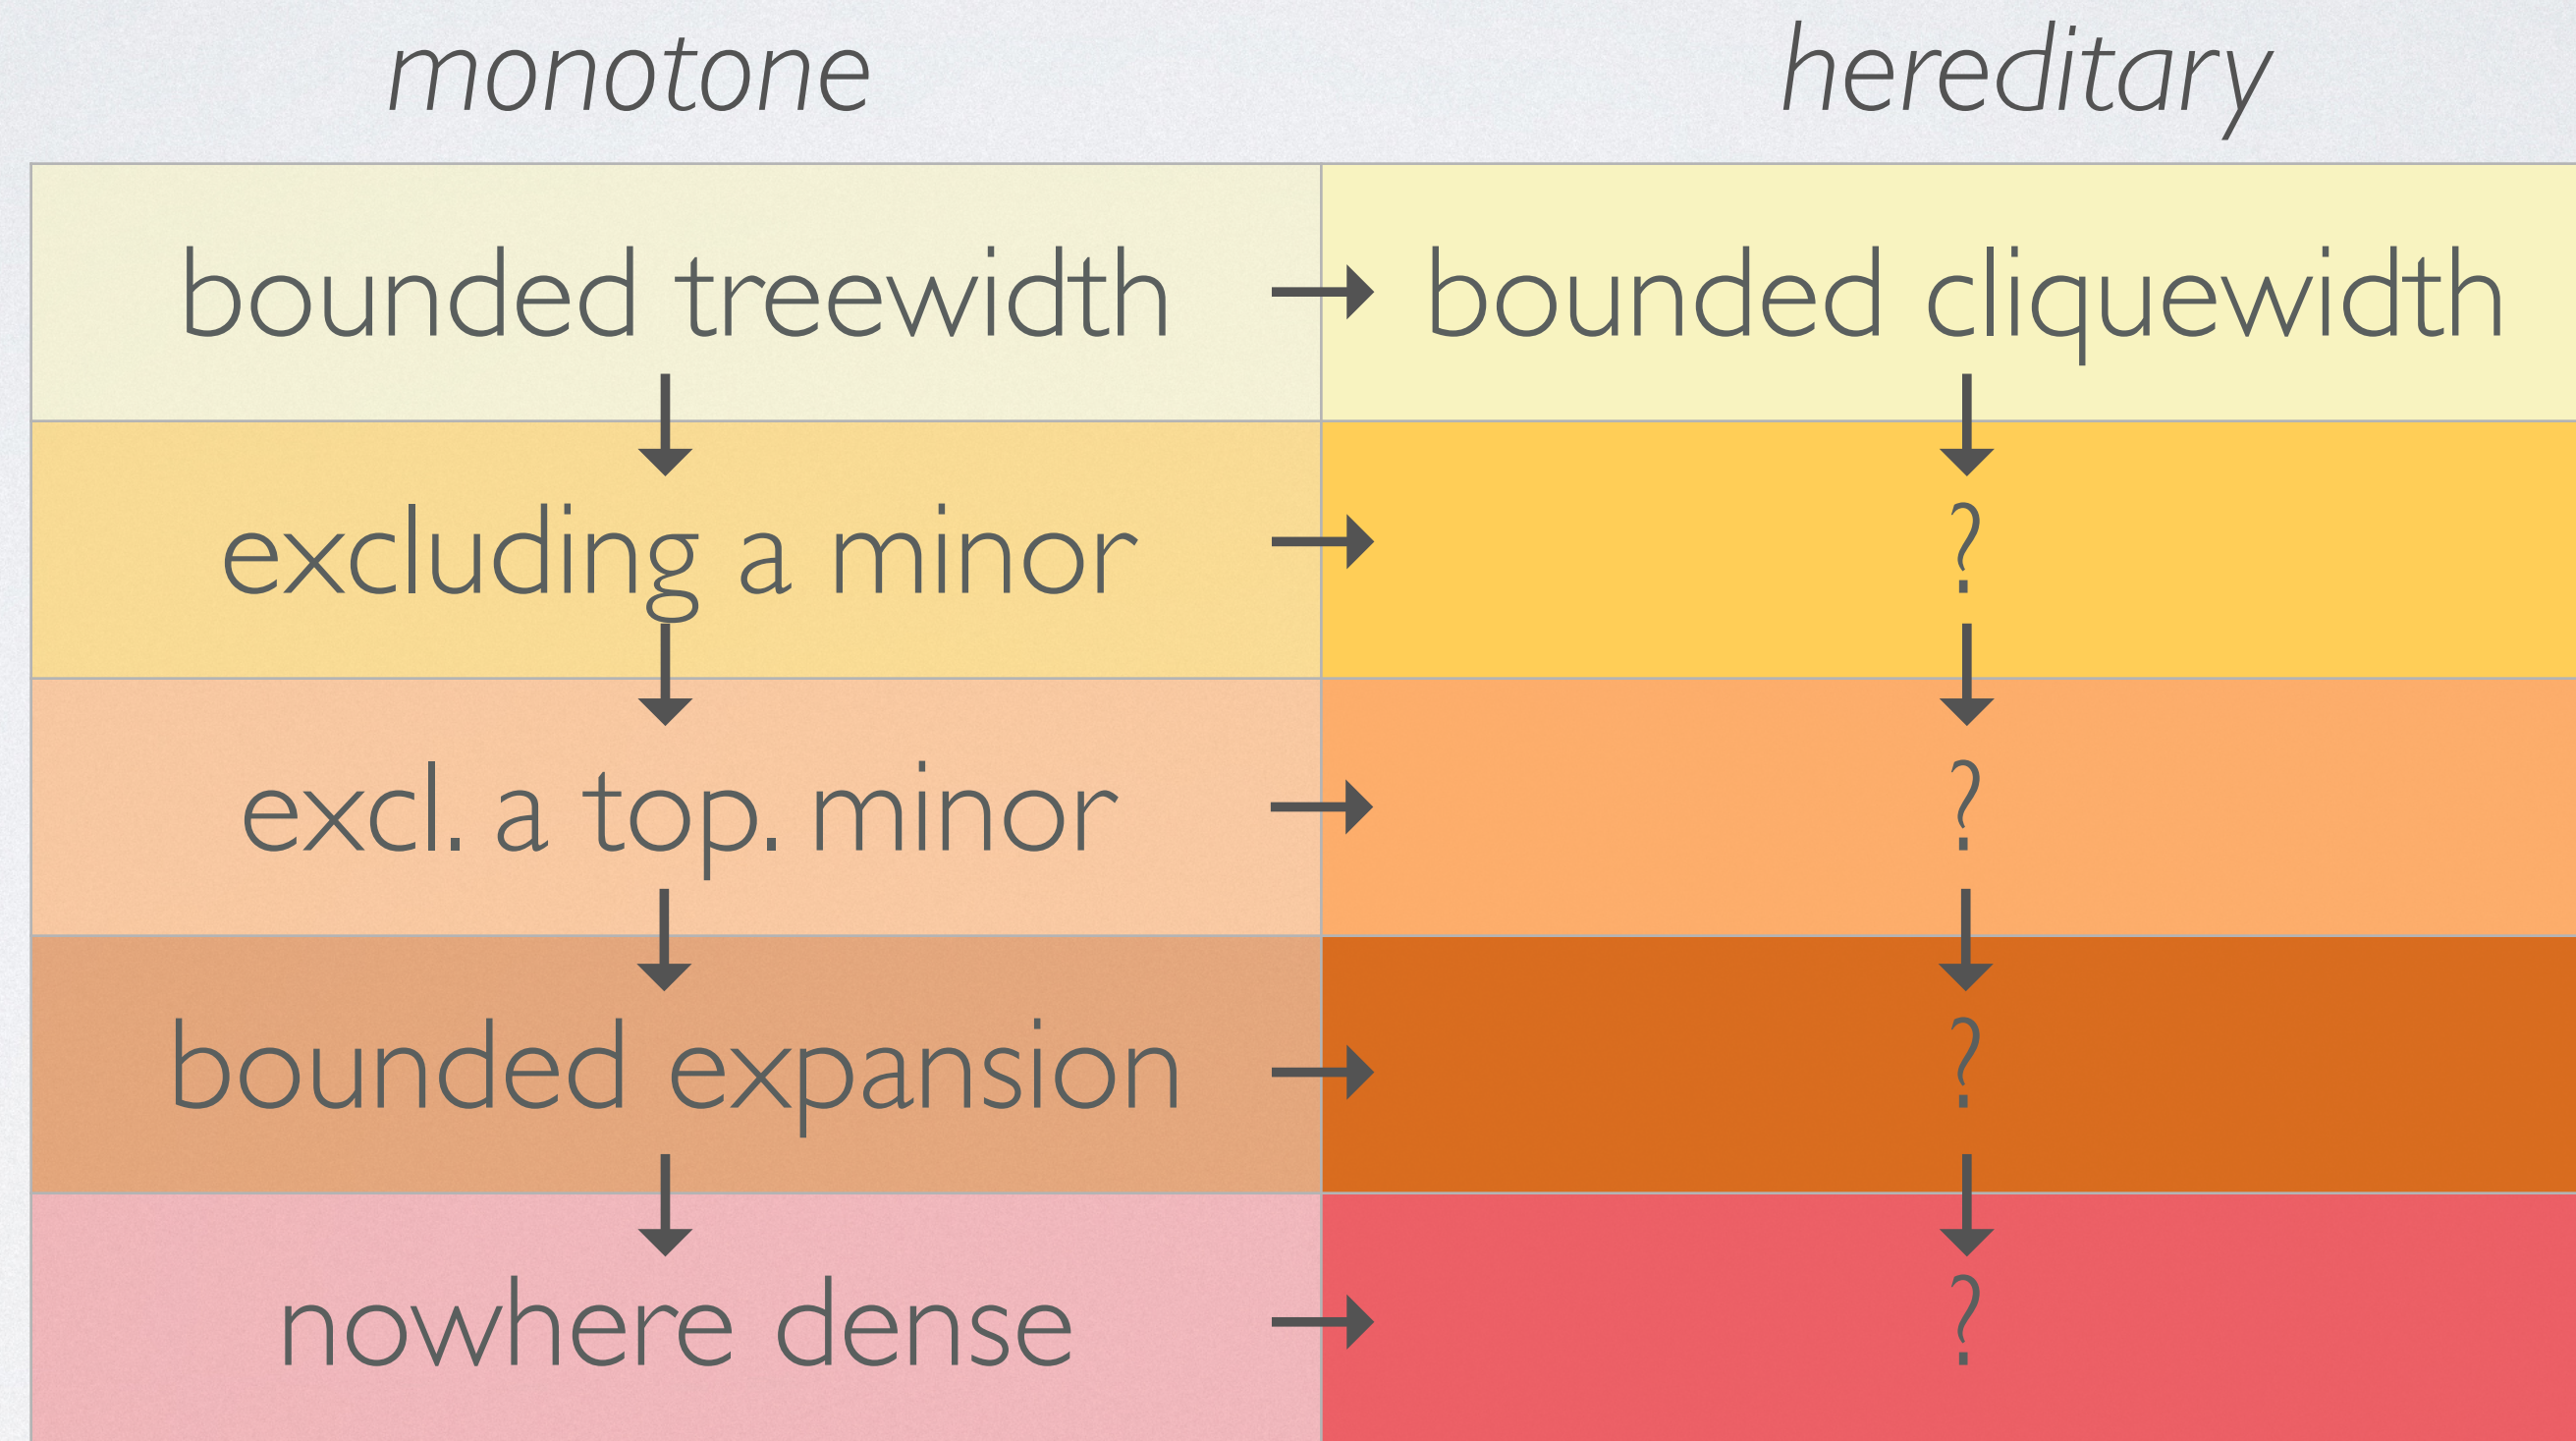 monotone hereditary
bounded treewidth → bounded cliquewidth
excluding a minor → ?
excl. a top. minor → ?
bounded expansion → ?
nowhere dense → ?